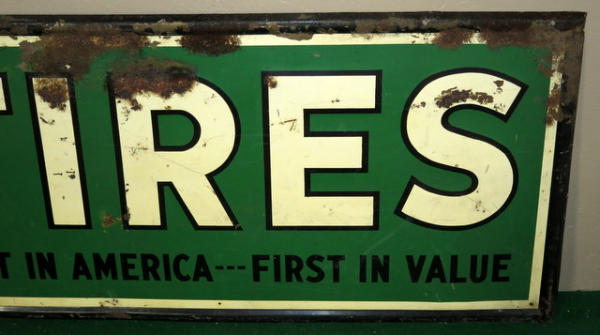 TIRES
T IN AMERICA---FIRST IN VALUE